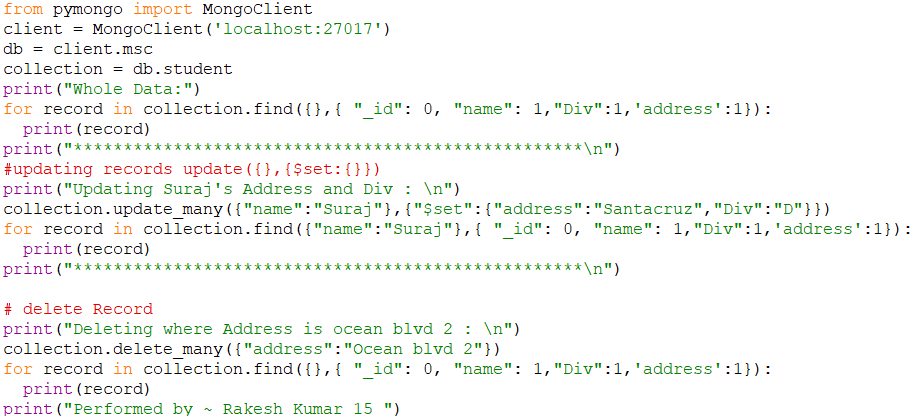 from pymongo import MongoClient
client = MongoClient('localhost:27017')
db = client.msc
collection = db.student
print("Whole Data:")
for record in collection.find({},{ "_id": 0, "name": 1,"Div":1,'address':1}):
  print(record)
print("***************************************************\n")
#updating records update({},{$set:{}})
print("Updating Suraj's Address and Div : \n")
collection.update_many({"name":"Suraj"},{"$set":{"address":"Santacruz","Div":"D"}})
for record in collection.find({"name":"Suraj"},{ "_id": 0, "name": 1,"Div":1,'address':1}):
  print(record)
print("***************************************************\n")
# delete Record
print("Deleting where Address is ocean blvd 2 : \n")
collection.delete_many({"address":"Ocean blvd 2"})
for record in collection.find({},{ "_id": 0, "name": 1,"Div":1,'address':1}):
  print(record)
print("Performed by ~ Rakesh Kumar 15 ")